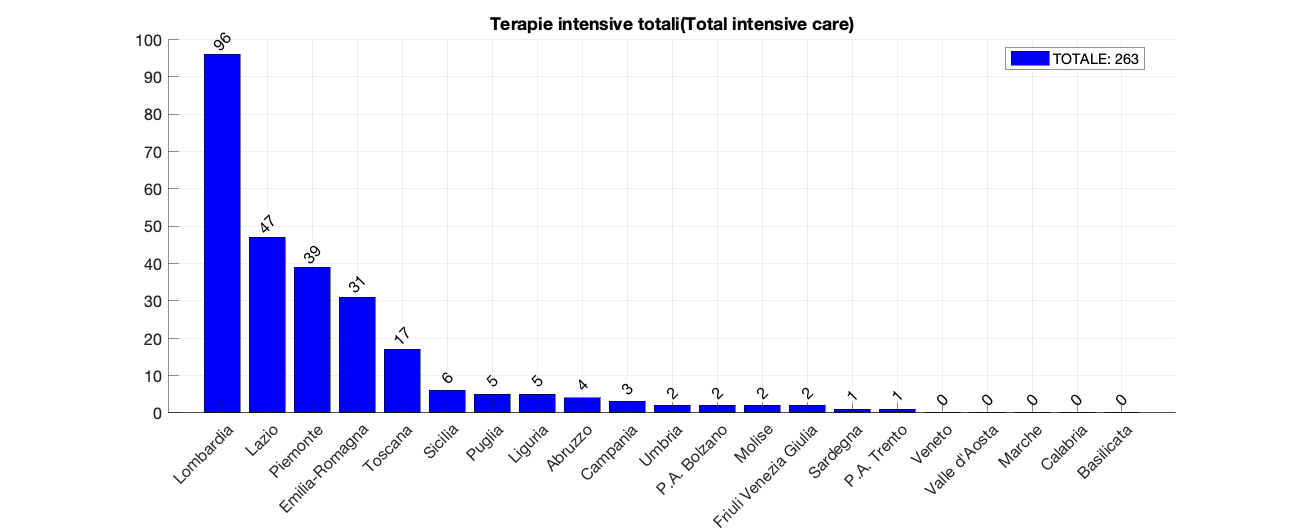 Terapie intensive totali(Total intensive care)
TOTALE: 263
100
90
80
70
60
50
40
30
20
10
0
96
47
39
31
17
6
5
5
4
3
2
2
2
2
1
1
0
0
0
0
0
Lombardia
Lazio
Piemonte
Emilia-Romagna
Toscana
Sicilia
Puglia
Liguria
Abruzzo
Campania
Umbria
P.A. Bolzano
Molise
Friuli Venezia Giulia
Sardegna
P.A. Trento
Veneto
Valle d'Aosta
Marche
Calabria
Basilicata